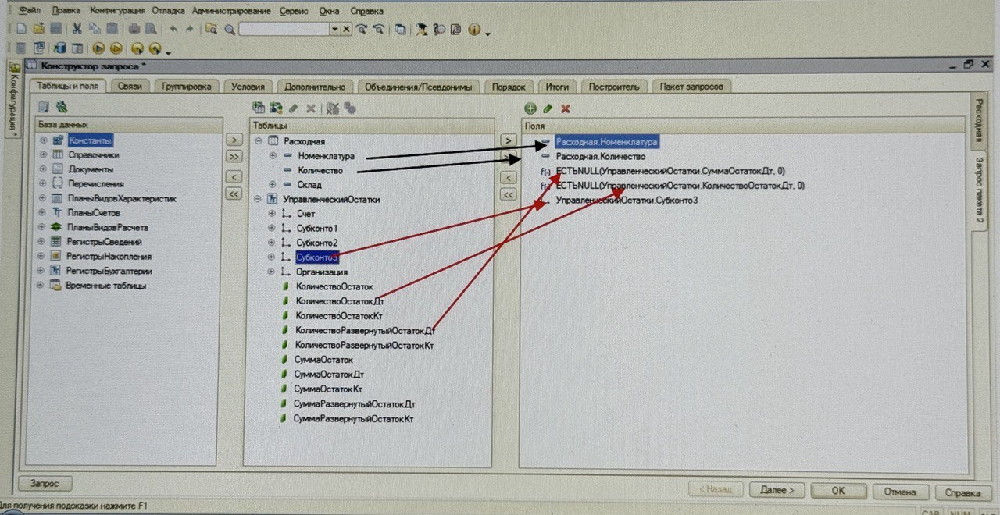 Файл Правка Конфигурация Отладка Администрирование Сервис Окна Справка
Конструктор запроса *
Конфигурация *
Таблицы и поля Связи Группировка Условия Дополнительно Объединения/Псевдонимы Порядок Итоги Построитель Пакет запросов
База данных
Константы
Справочники
Документы
Перечисления
ПланыВидовХарактеристик
ПланыСчетов
ПланыВидовРасчета
РегистрыСведений
РегистрыНакопления
РегистрыБухгалтерии
Временные таблицы
>
>>
<
<<
Таблицы
Расходная
Номенклатура
Количество
Склад
УправленческийОстатки
Счет
Субконто1
Субконто2
Субконто3
Организация
КоличествоОстаток
КоличествоОстатокДт
КоличествоОстатокКт
КоличествоРазвернутыйОстатокДт
КоличествоРазвернутыйОстатокКт
СуммаОстаток
СуммаОстатокДт
СуммаОстатокКт
СуммаРазвернутыйОстатокДт
СуммаРазвернутыйОстатокКт
>
<
<<
Поля
Расходная.Номенклатура
Расходная.Количество
ЕСТЬNULL(УправленческийОстатки.СуммаОстатокДт, 0)
ЕСТЬNULL(УправленческийОстатки.КоличествоОстатокДт, 0)
УправленческийОстатки.Субконто3
Расходная
Запрос пакета 2
Запрос
< Назад Далее > ОК Отмена Справка
Для получения подсказки нажмите F1
CAP NUM